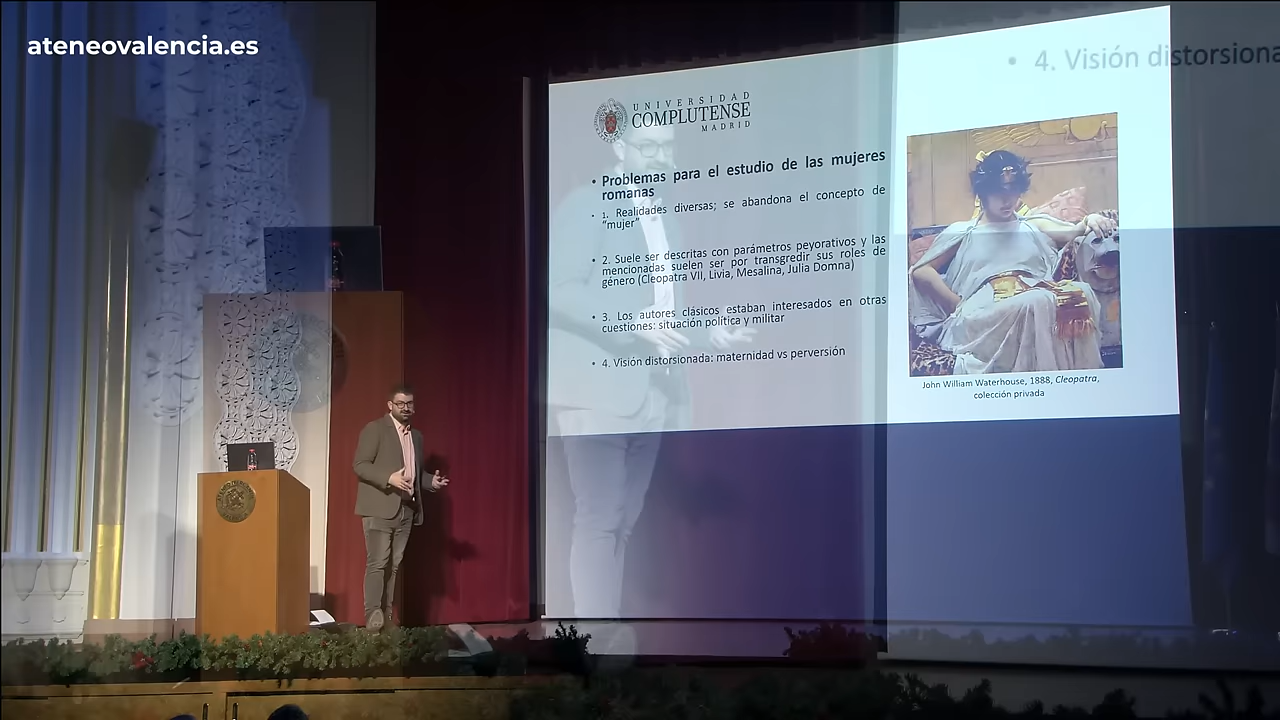 ateneovalencia.es
UNIVERSIDAD
COMPLUTENSE
MADRID
• Problemas para el estudio de las mujeres
romanas
• 1. Realidades diversas; se abandona el concepto de
"mujer"
• 2. Suele ser descritas con parámetros peyorativos y las
mencionadas suelen ser por transgredir sus roles de
género (Cleopatra VII, Livia, Mesalina, Julia Domna)
• 3. Los autores clásicos estaban interesados en otras
cuestiones: situación política y militar
• 4. Visión distorsionada: maternidad vs perversión
• 4. Visión distorsiona
John William Waterhouse, 1888, Cleopatra,
colección privada